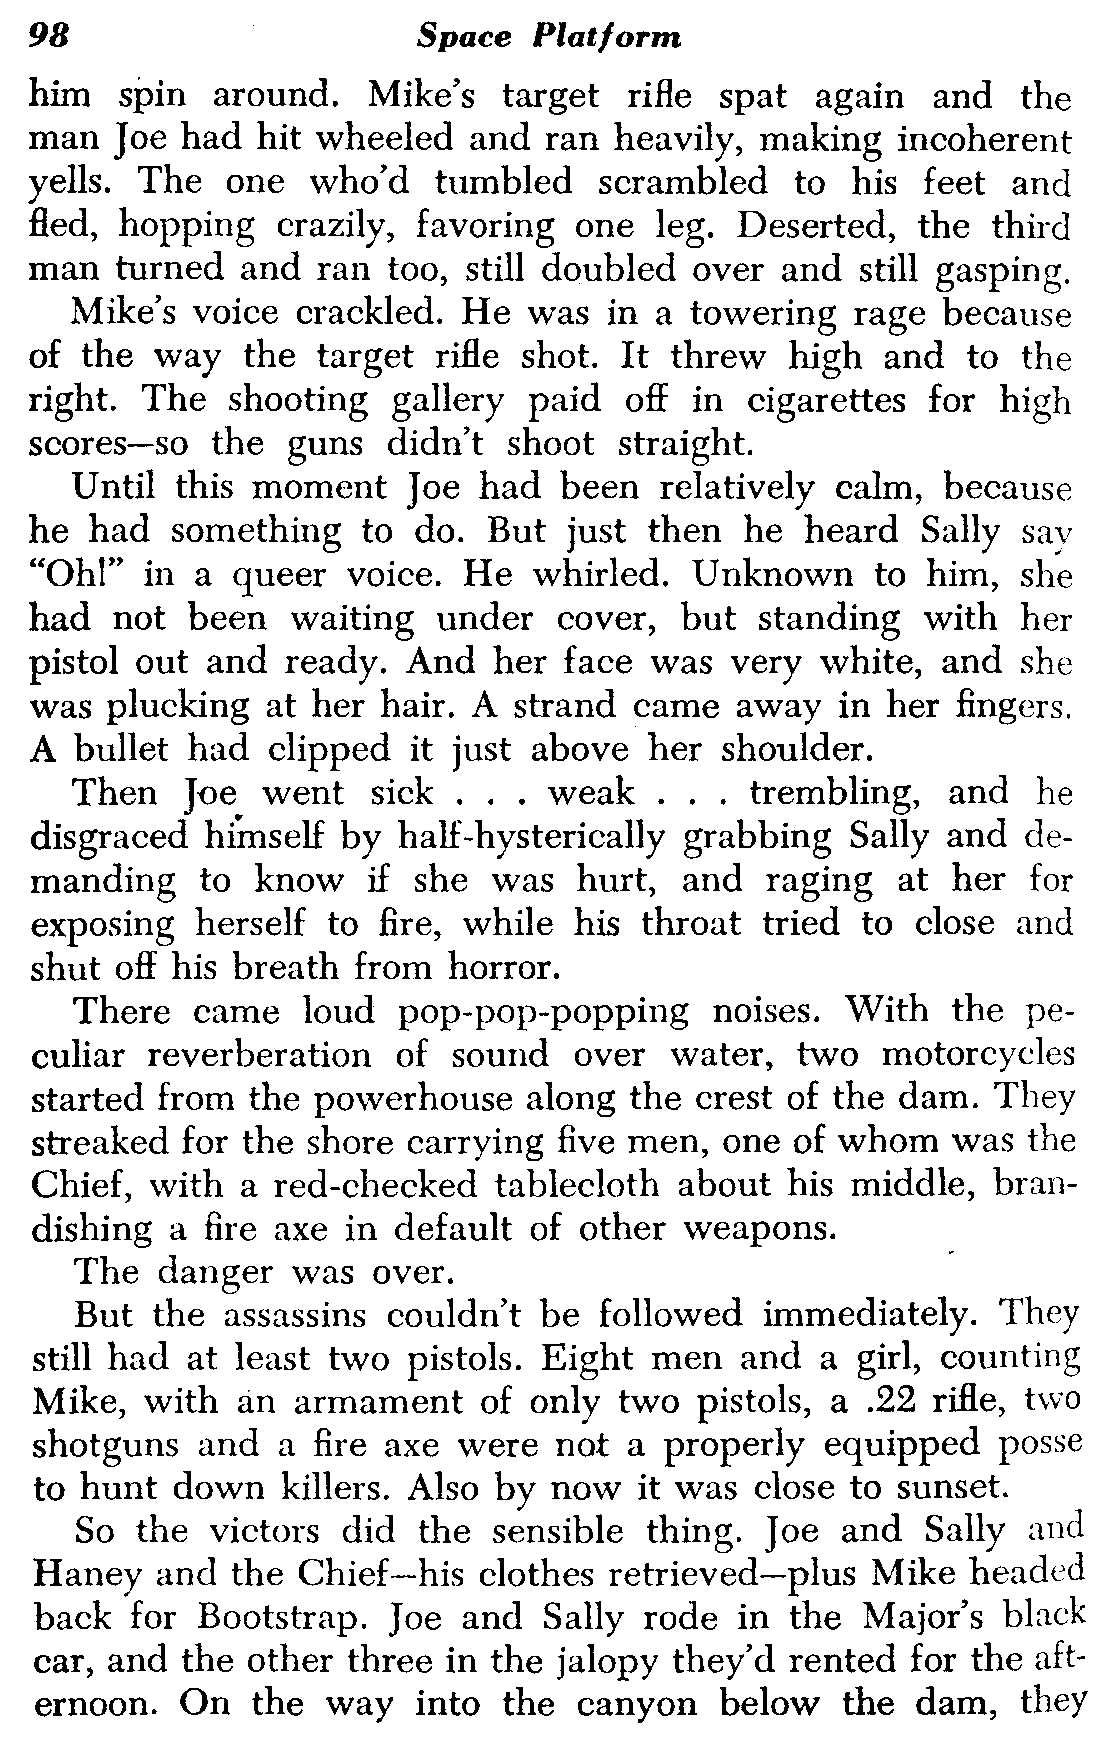 98 Space Platform
him spin around. Mike's target rifle spat again and the
man Joe had hit wheeled and ran heavily, making incoherent
yells. The one who'd tumbled scrambled to his feet and
fled, hopping crazily, favoring one leg. Deserted, the third
man turned and ran too, still doubled over and still gasping.
Mike's voice crackled. He was in a towering rage because
of the way the target rifle shot. It threw high and to the
right. The shooting gallery paid off in cigarettes for high
scores—so the guns didn't shoot straight.
Until this moment Joe had been relatively calm, because
he had something to do. But just then he heard Sally say
"Oh!" in a queer voice. He whirled. Unknown to him, she
had not been waiting under cover, but standing with her
pistol out and ready. And her face was very white, and she
was plucking at her hair. A strand came away in her fingers.
A bullet had clipped it just above her shoulder.
Then Joe went sick . . . weak . . . trembling, and he
disgraced himself by half-hysterically grabbing Sally and de-
manding to know if she was hurt, and raging at her for
exposing herself to fire, while his throat tried to close and
shut off his breath from horror.
There came loud pop-pop-popping noises. With the pe-
culiar reverberation of sound over water, two motorcycles
started from the powerhouse along the crest of the dam. They
streaked for the shore carrying five men, one of whom was the
Chief, with a red-checked tablecloth about his middle, bran-
dishing a fire axe in default of other weapons.
The danger was over.
But the assassins couldn't be followed immediately. They
still had at least two pistols. Eight men and a girl, counting
Mike, with an armament of only two pistols, a .22 rifle, two
shotguns and a fire axe were not a properly equipped posse
to hunt down killers. Also by now it was close to sunset.
So the victors did the sensible thing. Joe and Sally and
Haney and the Chief—his clothes retrieved—plus Mike headed
back for Bootstrap. Joe and Sally rode in the Major's black
car, and the other three in the jalopy they'd rented for the aft-
ernoon. On the way into the canyon below the dam, they